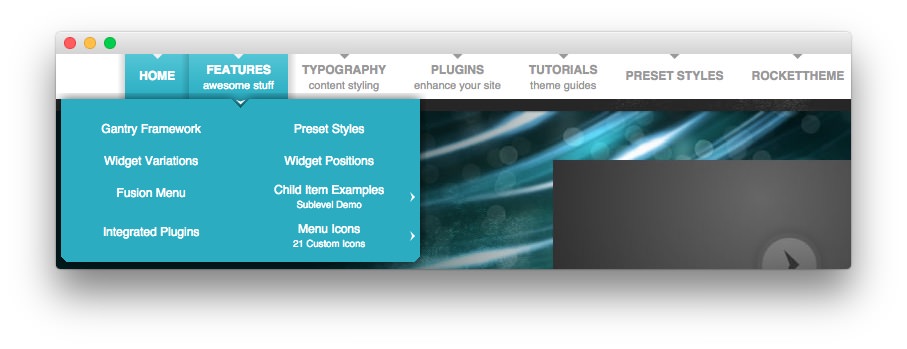 HOME
FEATURES
awesome stuff
TYPOGRAPHY
content styling
PLUGINS
enhance your site
TUTORIALS
theme guides
PRESET STYLES
ROCKETTHEME
Gantry Framework
Preset Styles
Widget Variations
Widget Positions
Fusion Menu
Child Item Examples
Sublevel Demo
Integrated Plugins
Menu Icons
21 Custom Icons